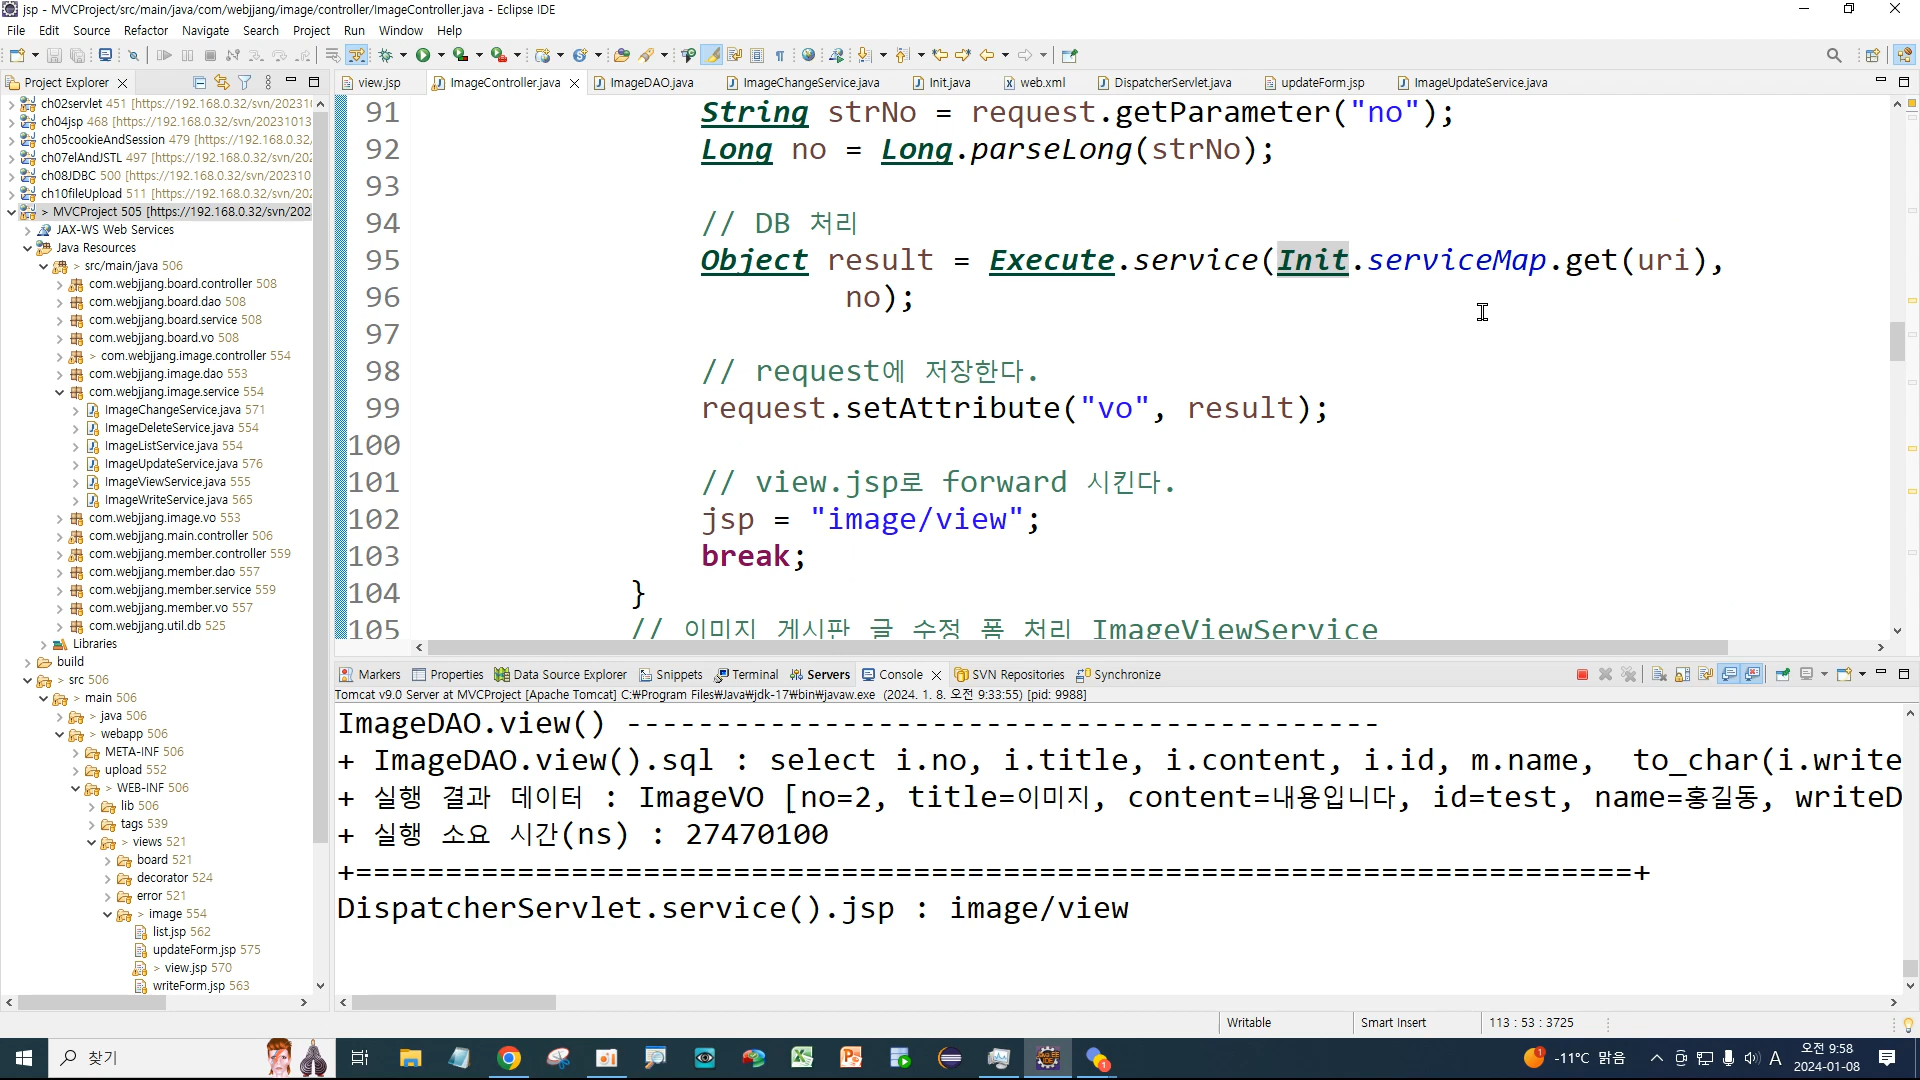 jsp - MVCProject/src/main/java/com/webjjang/image/controller/ImageController.java - Eclipse IDE
File Edit Source Refactor Navigate Search Project Run Window Help
Project Explorer
view.jsp ImageController.java ImageDAO.java ImageChangeService.java Init.java web.xml DispatcherServlet.java updateForm.jsp ImageUpdateService.java
ch02servlet 451 [https://192.168.0.32/svn/202310
ch04jsp 468 [https://192.168.0.32/svn/20231013
ch05cookieAndSession 479 [https://192.168.0.32,
ch07elAndJSTL 497 [https://192.168.0.32/svn/202
ch08JDBC 500 [https://192.168.0.32/svn/202310
ch10fileUpload 511 [https://192.168.0.32/svn/202
> MVCProject 505 [https://192.168.0.32/svn/202
JAX-WS Web Services
Java Resources
> src/main/java 506
com.webjjang.board.controller 508
com.webjjang.board.dao 508
com.webjjang.board.service 508
com.webjjang.board.vo 508
> com.webjjang.image.controller 554
com.webjjang.image.dao 553
com.webjjang.image.service 554
ImageChangeService.java 571
ImageDeleteService.java 554
ImageListService.java 554
ImageUpdateService.java 576
ImageViewService.java 555
ImageWriteService.java 565
com.webjjang.image.vo 553
com.webjjang.main.controller 506
com.webjjang.member.controller 559
com.webjjang.member.dao 557
com.webjjang.member.service 559
com.webjjang.member.vo 557
com.webjjang.util.db 525
Libraries
build
> src 506
> main 506
> java 506
> webapp 506
META-INF 506
upload 552
> WEB-INF 506
lib 506
tags 539
> views 521
board 521
decorator 524
error 521
> image 554
list.jsp 562
updateForm.jsp 575
> view.jsp 570
writeForm.jsp 563
91 String strNo = request.getParameter("no");
92 Long no = Long.parseLong(strNo);
93
94 // DB 처리
95 Object result = Execute.service(Init.serviceMap.get(uri),
96 no);
97
98 // request에 저장한다.
99 request.setAttribute("vo", result);
100
101 // view.jsp로 forward 시킨다.
102 jsp = "image/view";
103 break;
104 }
105 // 이미지 게시판 글 수정 폼 처리 ImageViewService
Markers Properties Data Source Explorer Snippets Terminal Servers Console SVN Repositories Synchronize
Tomcat v9.0 Server at MVCProject [Apache Tomcat] C:₩Program Files₩Java₩jdk-17₩bin₩javaw.exe (2024. 1. 8. 오전 9:33:55) [pid: 9988]
ImageDAO.view() -----------------------------------------
+ ImageDAO.view().sql : select i.no, i.title, i.content, i.id, m.name, to_char(i.write
+ 실행 결과 데이터 : ImageVO [no=2, title=이미지, content=내용입니다, id=test, name=홍길동, writeD
+ 실행 소요 시간(ns) : 27470100
+======================================================================+
DispatcherServlet.service().jsp : image/view
Writable Smart Insert 113 : 53 : 3725
찾기
-11°C 맑음
A
오전 9:58
2024-01-08